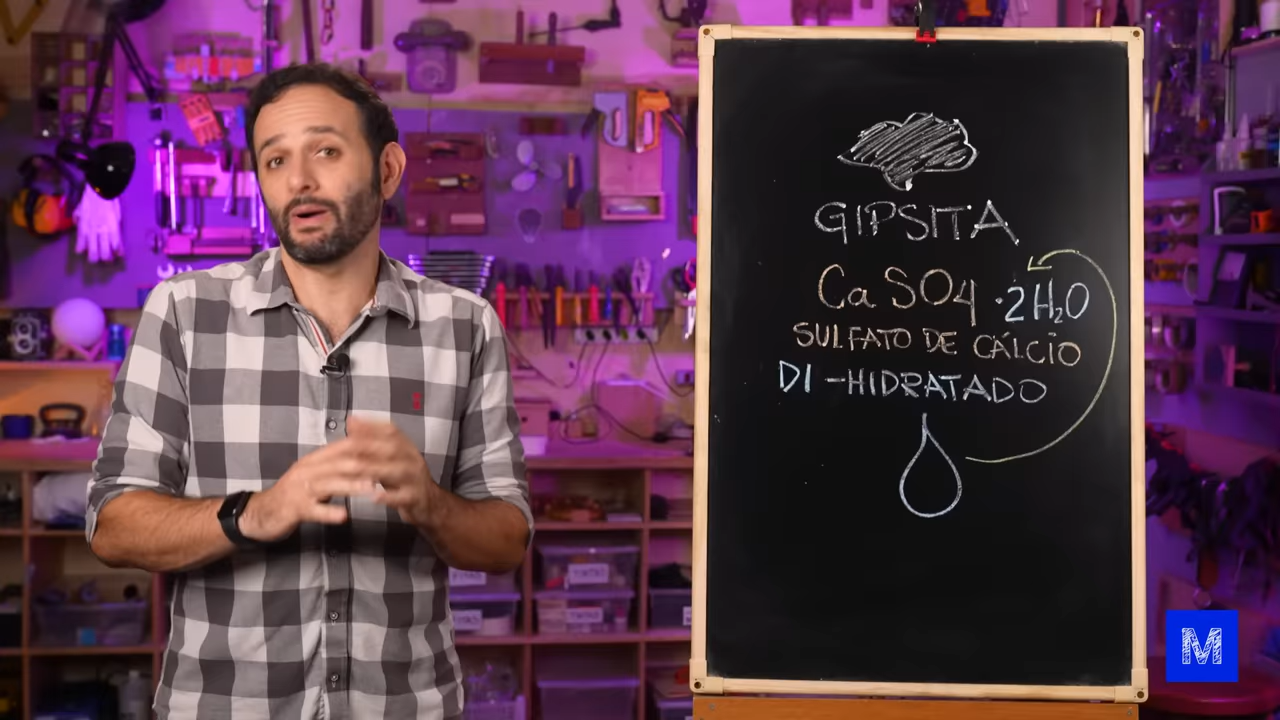 GIPSITA
CaSO4 · 2H₂O
SULFATO DE CÁLCIO
DI-HIDRATADO
M